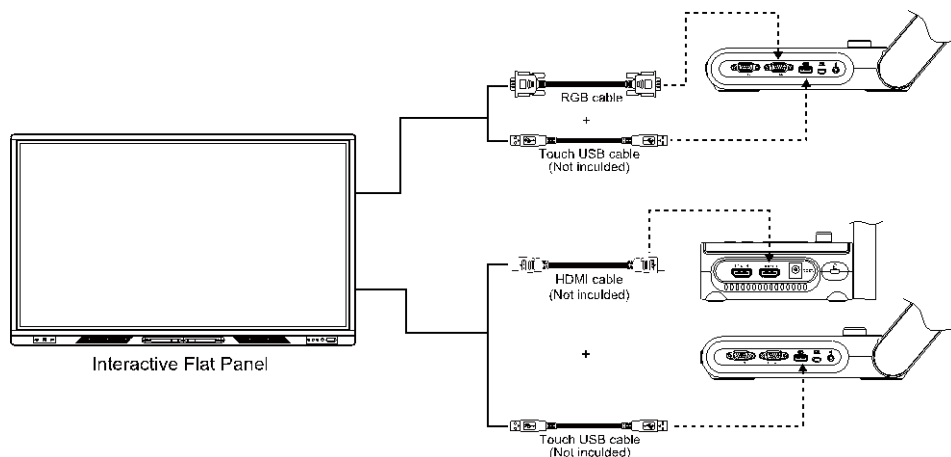 RGB cable
+
Touch USB cable
(Not inculded)
HDMI cable
(Not inculded)
Interactive Flat Panel
+
Touch USB cable
(Not inculded)